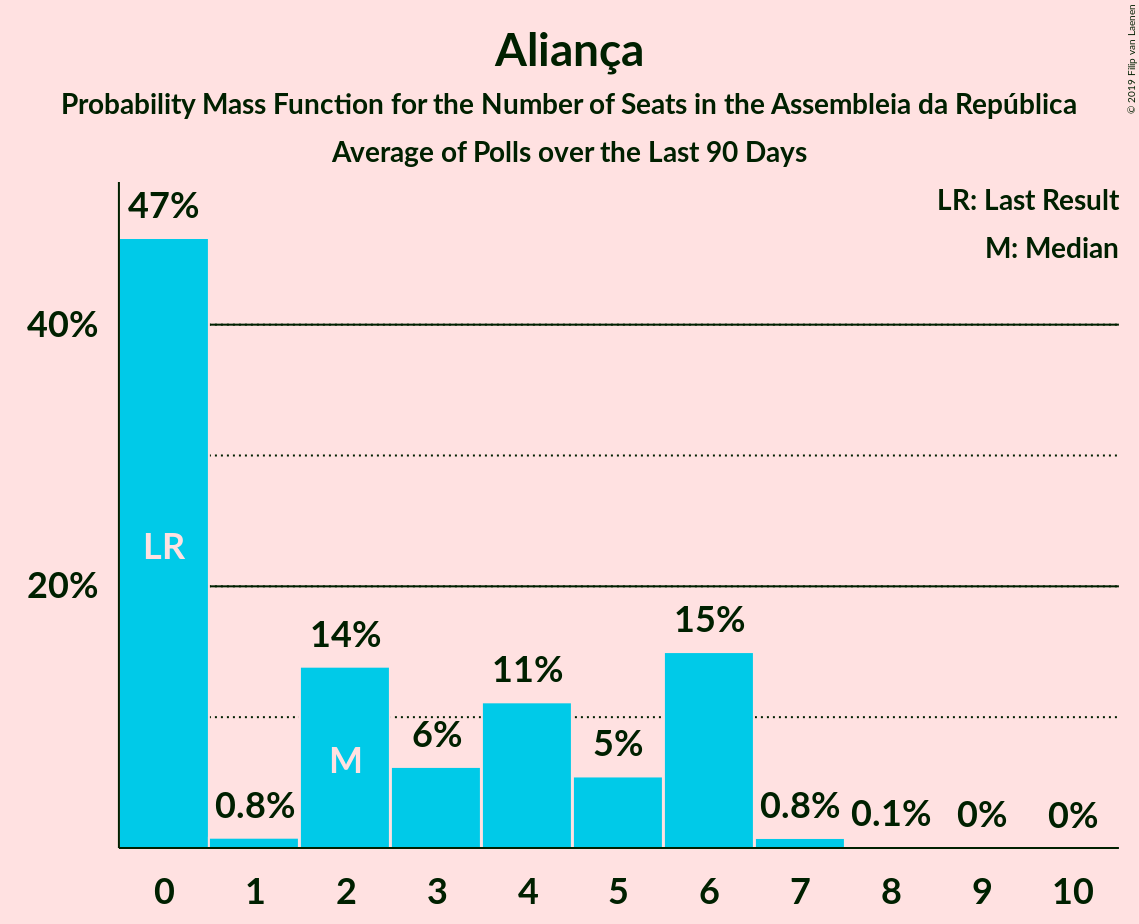 Aliança
Probability Mass Function for the Number of Seats in the Assembleia da República
Average of Polls over the Last 90 Days
© 2019 Filip van Laenen
LR: Last Result
M: Median
47%
40%
20%
LR
0.8%
14%
M
6%
11%
5%
15%
0.8%
0.1%
0%
0%
0 1 2 3 4 5 6 7 8 9 10